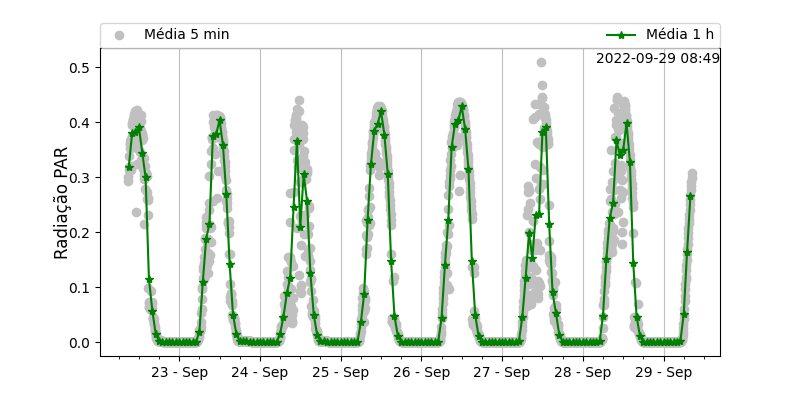 Média 5 min
Média 1 h
2022-09-29 08:49
Radiação PAR
0.5
0.4
0.3
0.2
0.1
0.0
23 - Sep
24 - Sep
25 - Sep
26 - Sep
27 - Sep
28 - Sep
29 - Sep